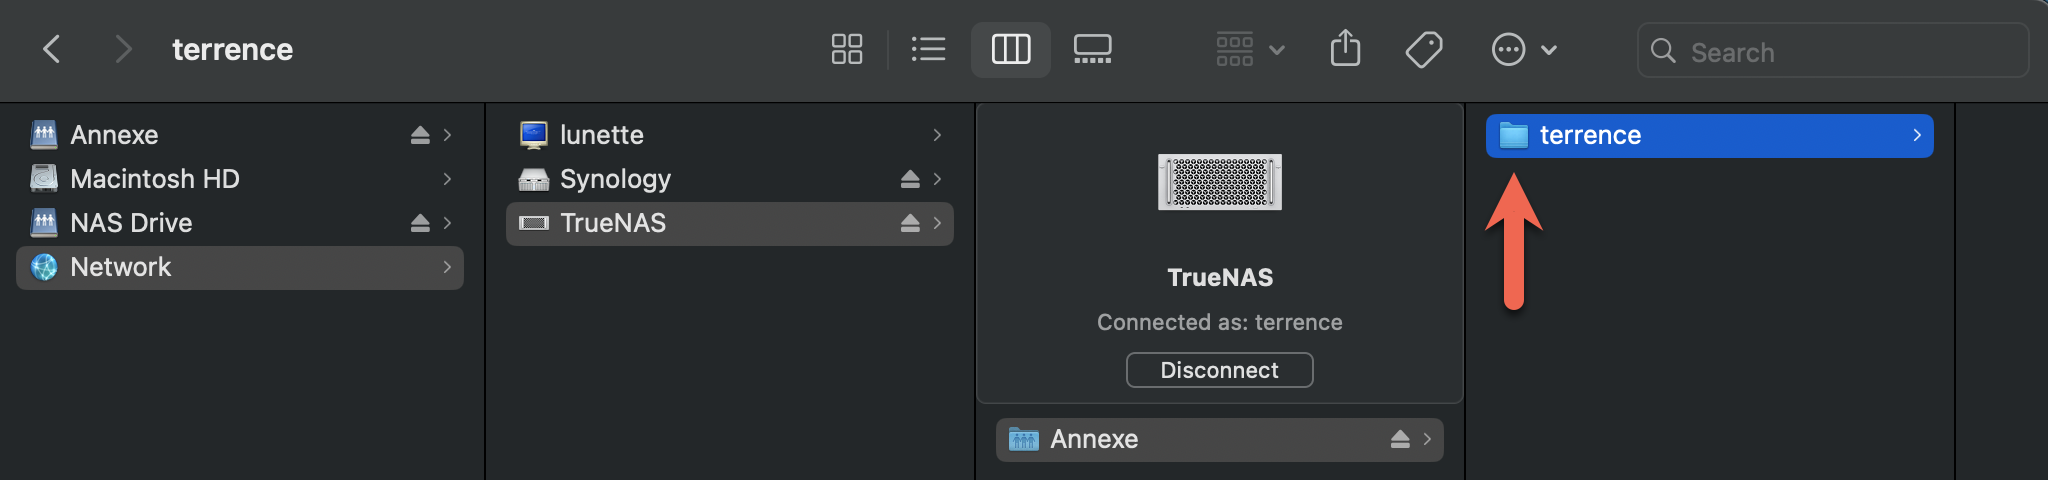 terrence
Search
Annexe
Macintosh HD
NAS Drive
Network
lunette
Synology
TrueNAS
TrueNAS
Connected as: terrence
Disconnect
Annexe
terrence